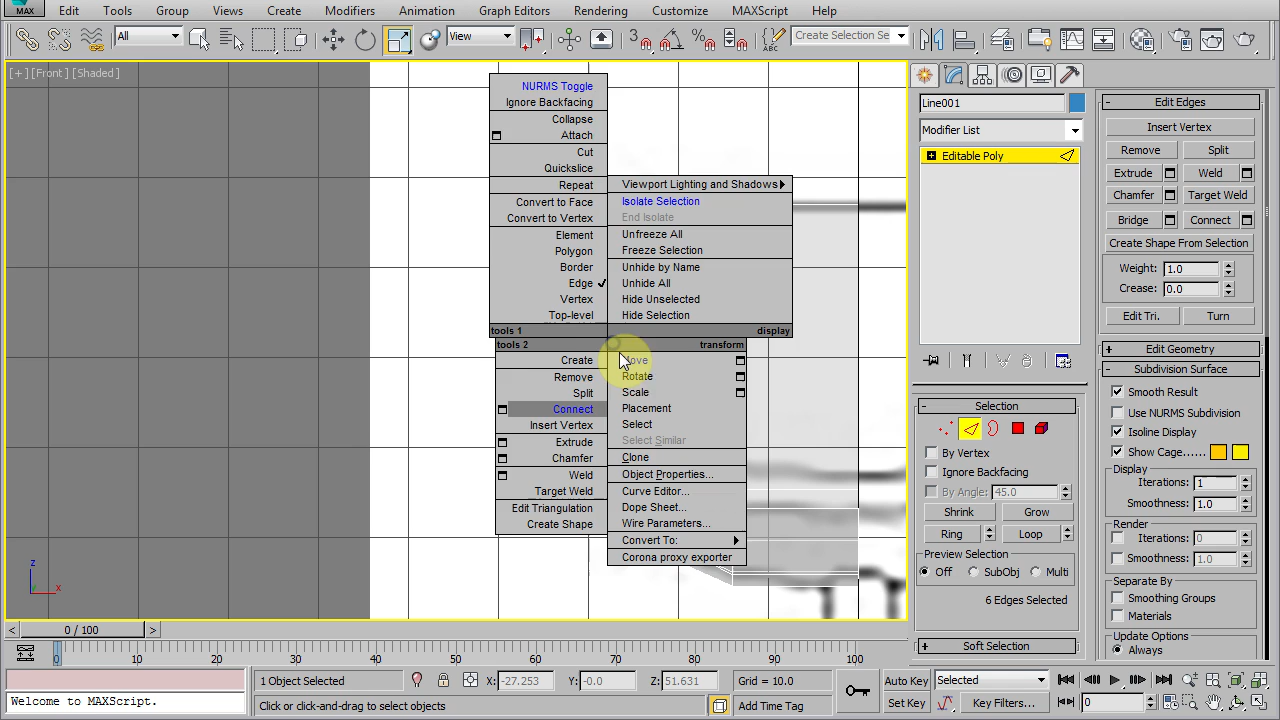 MAX
Edit Tools Group Views Create Modifiers Animation Graph Editors Rendering Customize MAXScript Help
All
View
3
Create Selection Se
[+] [Front] [Shaded]
NURMS Toggle
Ignore Backfacing
Collapse
Attach
Cut
Quickslice
Repeat
Convert to Face
Convert to Vertex
Element
Polygon
Border
Edge
Vertex
Top-level
tools 1
Viewport Lighting and Shadows
Isolate Selection
End Isolate
Unfreeze All
Freeze Selection
Unhide by Name
Unhide All
Hide Unselected
Hide Selection
display
tools 2
Create
Remove
Split
Connect
Insert Vertex
Extrude
Chamfer
Weld
Target Weld
Edit Triangulation
Create Shape
transform
Move
Rotate
Scale
Placement
Select
Select Similar
Clone
Object Properties...
Curve Editor...
Dope Sheet...
Wire Parameters...
Convert To:
Corona proxy exporter
z
x
Line001
Modifier List
Editable Poly
- Selection
By Vertex
Ignore Backfacing
By Angle: 45.0
Shrink Grow
Ring Loop
Preview Selection
Off SubObj Multi
6 Edges Selected
+ Soft Selection
- Edit Edges
Insert Vertex
Remove Split
Extrude Weld
Chamfer Target Weld
Bridge Connect
Create Shape From Selection
Weight: 1.0
Crease: 0.0
Edit Tri. Turn
+ Edit Geometry
- Subdivision Surface
Smooth Result
Use NURMS Subdivision
Isoline Display
Show Cage......
Display
Iterations: 1
Smoothness: 1.0
Render
Iterations: 0
Smoothness: 1.0
Separate By
Smoothing Groups
Materials
Update Options
Always
< 0 / 100 >
0 10 20 30 40 50 60 70 80 90 100
1 Object Selected X: -27.253 Y: -0.0 Z: 51.631 Grid = 10.0 Auto Key Selected
Welcome to MAXScript. Click or click-and-drag to select objects Add Time Tag Set Key Key Filters... 0